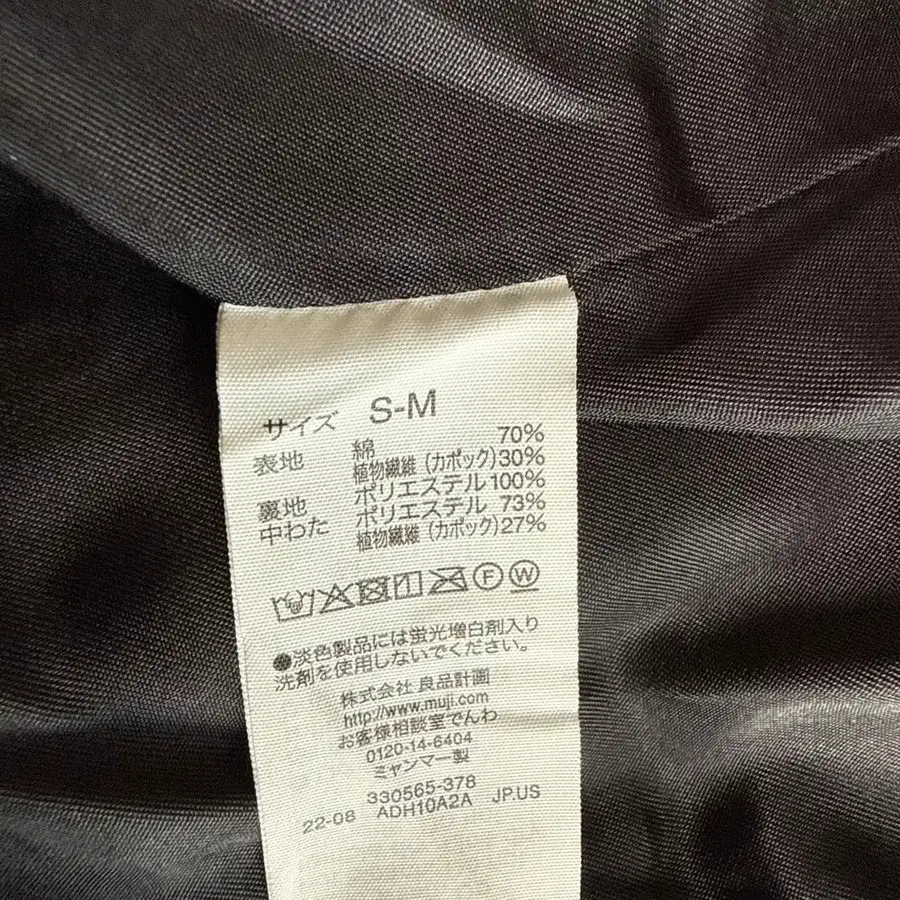 サイズ S-M
表地 綿 70%
植物繊維(カポック)30%
裏地 ポリエステル100%
中わた ポリエステル 73%
植物繊維(カポック)27%
F W
●淡色製品には蛍光増白剤入り
洗剤を使用しないでください。
株式会社 良品計画
http://www.muji.com
お客様相談室でんわ
0120-14-6404
ミャンマー製
330565-378
22-08 ADH10A2A JP.US